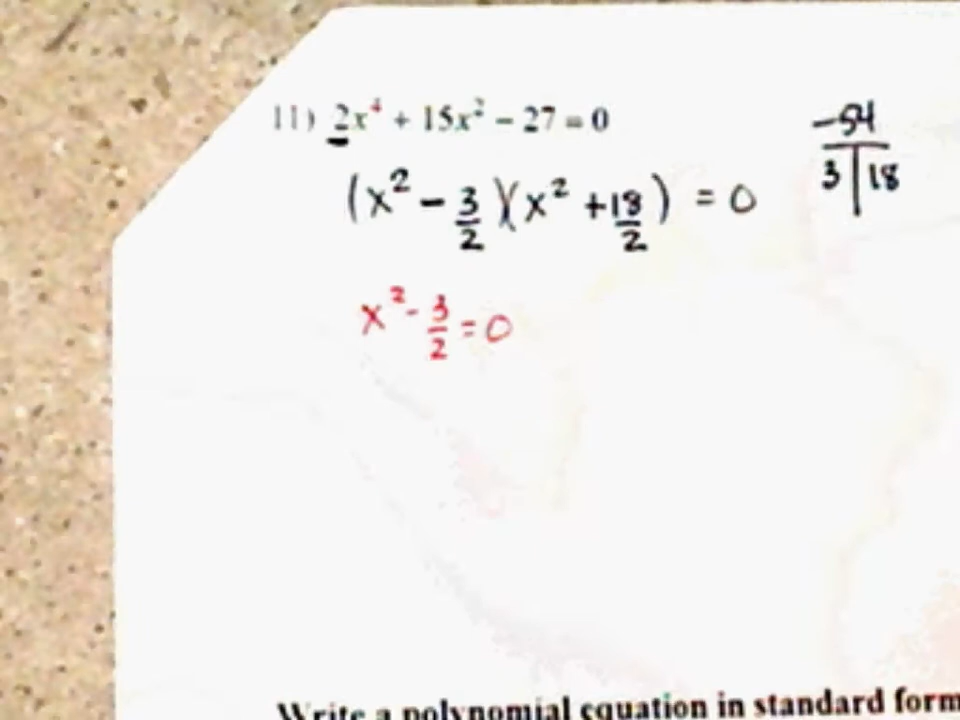 11) 2x⁴ + 15x² - 27 = 0
-54
3 | 18
(x² - 3/2)(x² + 18/2) = 0
x² - 3/2 = 0
Write a polynomial equation in standard form